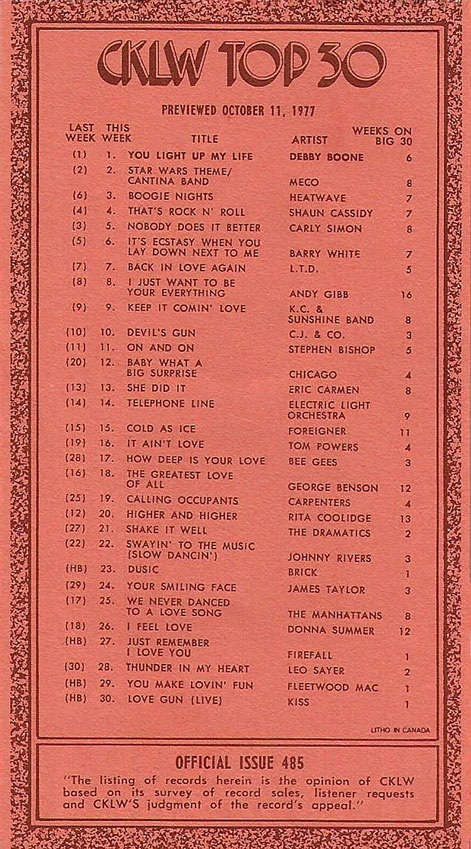 CKLW TOP 30
PREVIEWED OCTOBER 11, 1977
LAST THIS WEEKS ON
WEEK WEEK TITLE ARTIST BIG 30
(1) 1. YOU LIGHT UP MY LIFE DEBBY BOONE 6
(2) 2. STAR WARS THEME/
CANTINA BAND MECO 8
(6) 3. BOOGIE NIGHTS HEATWAVE 7
(4) 4. THAT'S ROCK N' ROLL SHAUN CASSIDY 7
(3) 5. NOBODY DOES IT BETTER CARLY SIMON 8
(5) 6. IT'S ECSTASY WHEN YOU
LAY DOWN NEXT TO ME BARRY WHITE 7
(7) 7. BACK IN LOVE AGAIN L.T.D. 5
(8) 8. I JUST WANT TO BE
YOUR EVERYTHING ANDY GIBB 16
(9) 9. KEEP IT COMIN' LOVE K.C. &
SUNSHINE BAND 8
(10) 10. DEVIL'S GUN C.J. & CO. 3
(11) 11. ON AND ON STEPHEN BISHOP 5
(20) 12. BABY WHAT A
BIG SURPRISE CHICAGO 4
(13) 13. SHE DID IT ERIC CARMEN 8
(14) 14. TELEPHONE LINE ELECTRIC LIGHT
ORCHESTRA 9
(15) 15. COLD AS ICE FOREIGNER 11
(19) 16. IT AIN'T LOVE TOM POWERS 4
(28) 17. HOW DEEP IS YOUR LOVE BEE GEES 3
(16) 18. THE GREATEST LOVE
OF ALL GEORGE BENSON 12
(25) 19. CALLING OCCUPANTS CARPENTERS 4
(12) 20. HIGHER AND HIGHER RITA COOLIDGE 13
(27) 21. SHAKE IT WELL THE DRAMATICS 2
(22) 22. SWAYIN' TO THE MUSIC
(SLOW DANCIN') JOHNNY RIVERS 3
(HB) 23. DUSIC BRICK 1
(29) 24. YOUR SMILING FACE JAMES TAYLOR 3
(17) 25. WE NEVER DANCED
TO A LOVE SONG THE MANHATTANS 8
(18) 26. I FEEL LOVE DONNA SUMMER 12
(HB) 27. JUST REMEMBER
I LOVE YOU FIREFALL 1
(30) 28. THUNDER IN MY HEART LEO SAYER 2
(HB) 29. YOU MAKE LOVIN' FUN FLEETWOOD MAC 1
(HB) 30. LOVE GUN (LIVE) KISS 1
LITHO IN CANADA
OFFICIAL ISSUE 485
"The listing of records herein is the opinion of CKLW
based on its survey of record sales, listener requests
and CKLW'S judgment of the record's appeal."